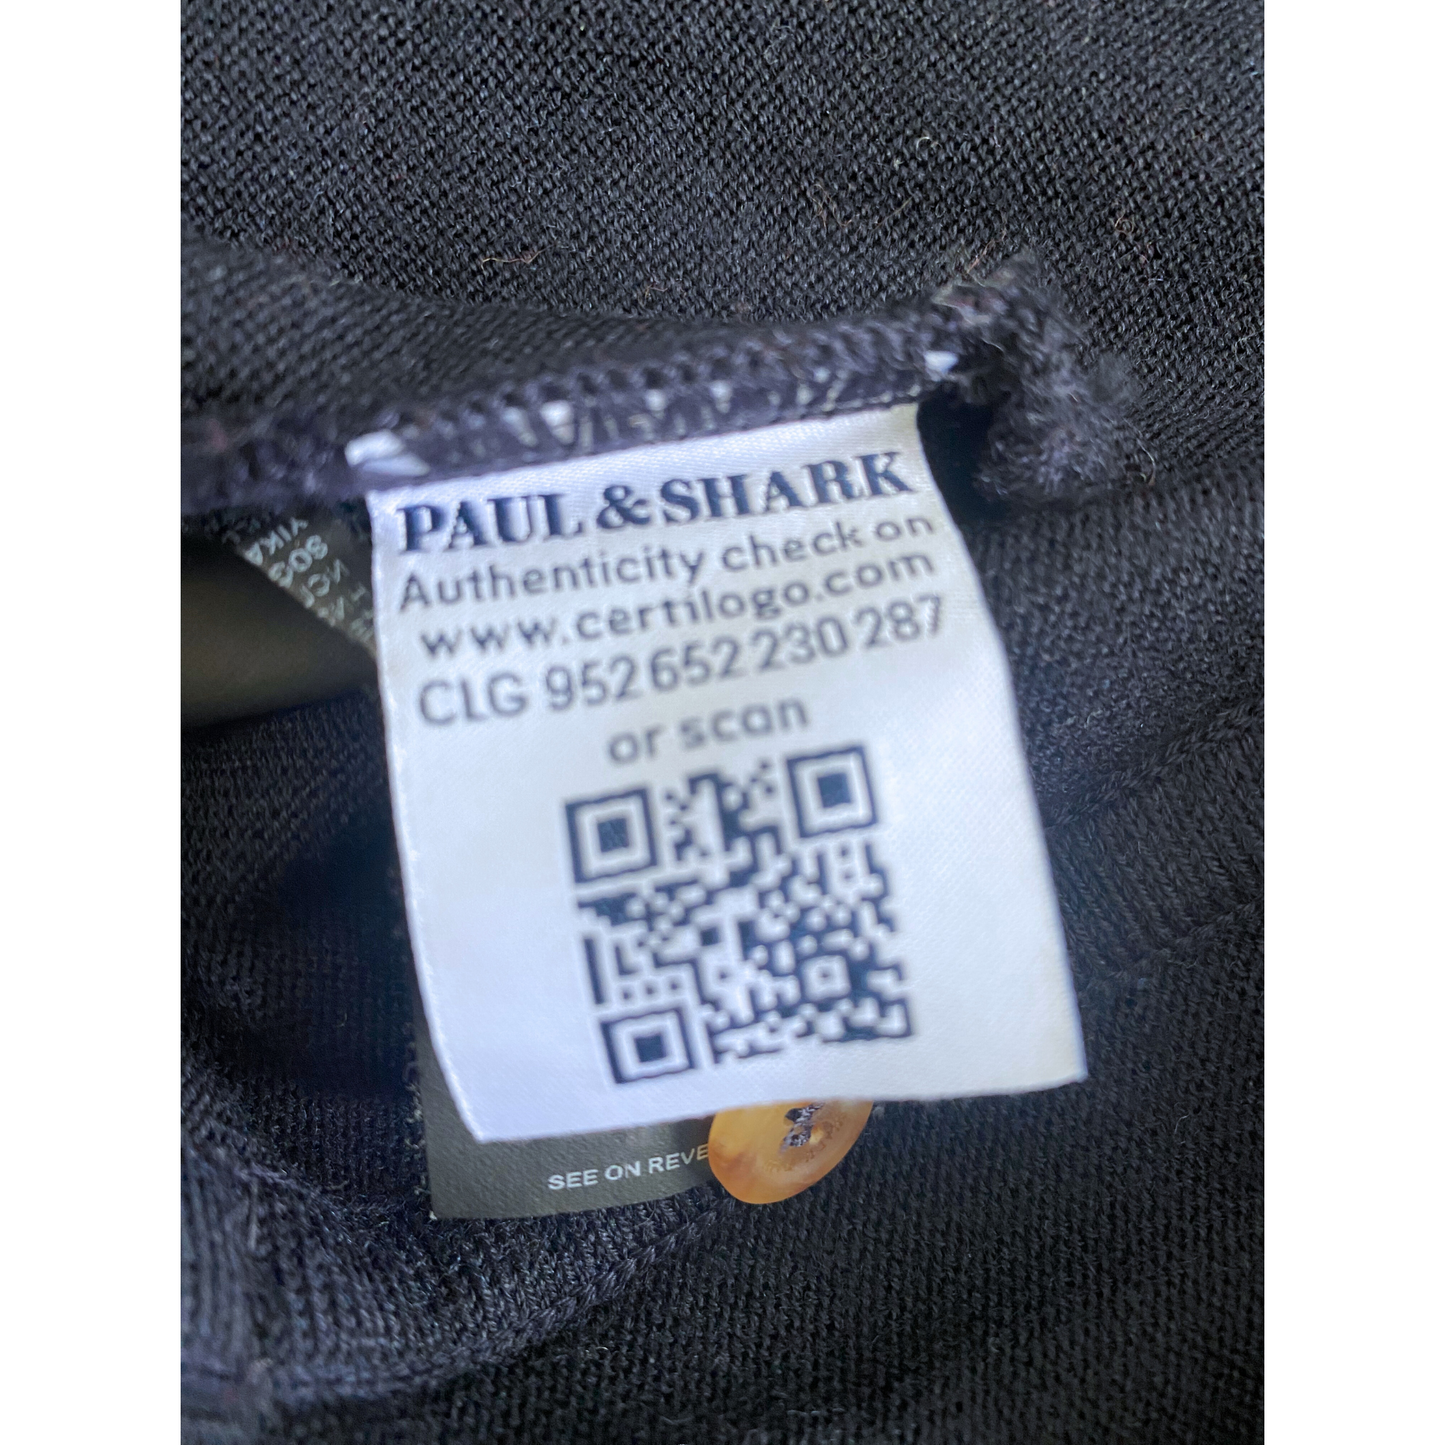 PAUL & SHARK
Authenticity check on
www.certilogo.com
CLG 952 652 230 287
or scan
SEE ON REVE